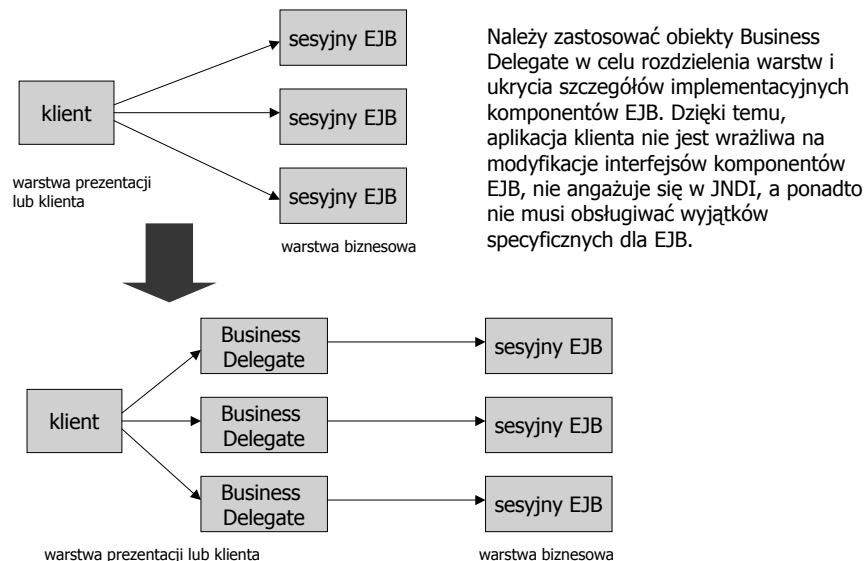 sesyjny EJB
klient
sesyjny EJB
sesyjny EJB
warstwa prezentacji
lub klienta
warstwa biznesowa
Należy zastosować obiekty Business
Delegate w celu rozdzielenia warstw i
ukrycia szczegółów implementacyjnych
komponentów EJB. Dzięki temu,
aplikacja klienta nie jest wrażliwa na
modyfikacje interfejsów komponentów
EJB, nie angażuje się w JNDI, a ponadto
nie musi obsługiwać wyjątków
specyficznych dla EJB.
Business
Delegate
sesyjny EJB
klient
Business
Delegate
sesyjny EJB
Business
Delegate
sesyjny EJB
warstwa prezentacji lub klienta
warstwa biznesowa